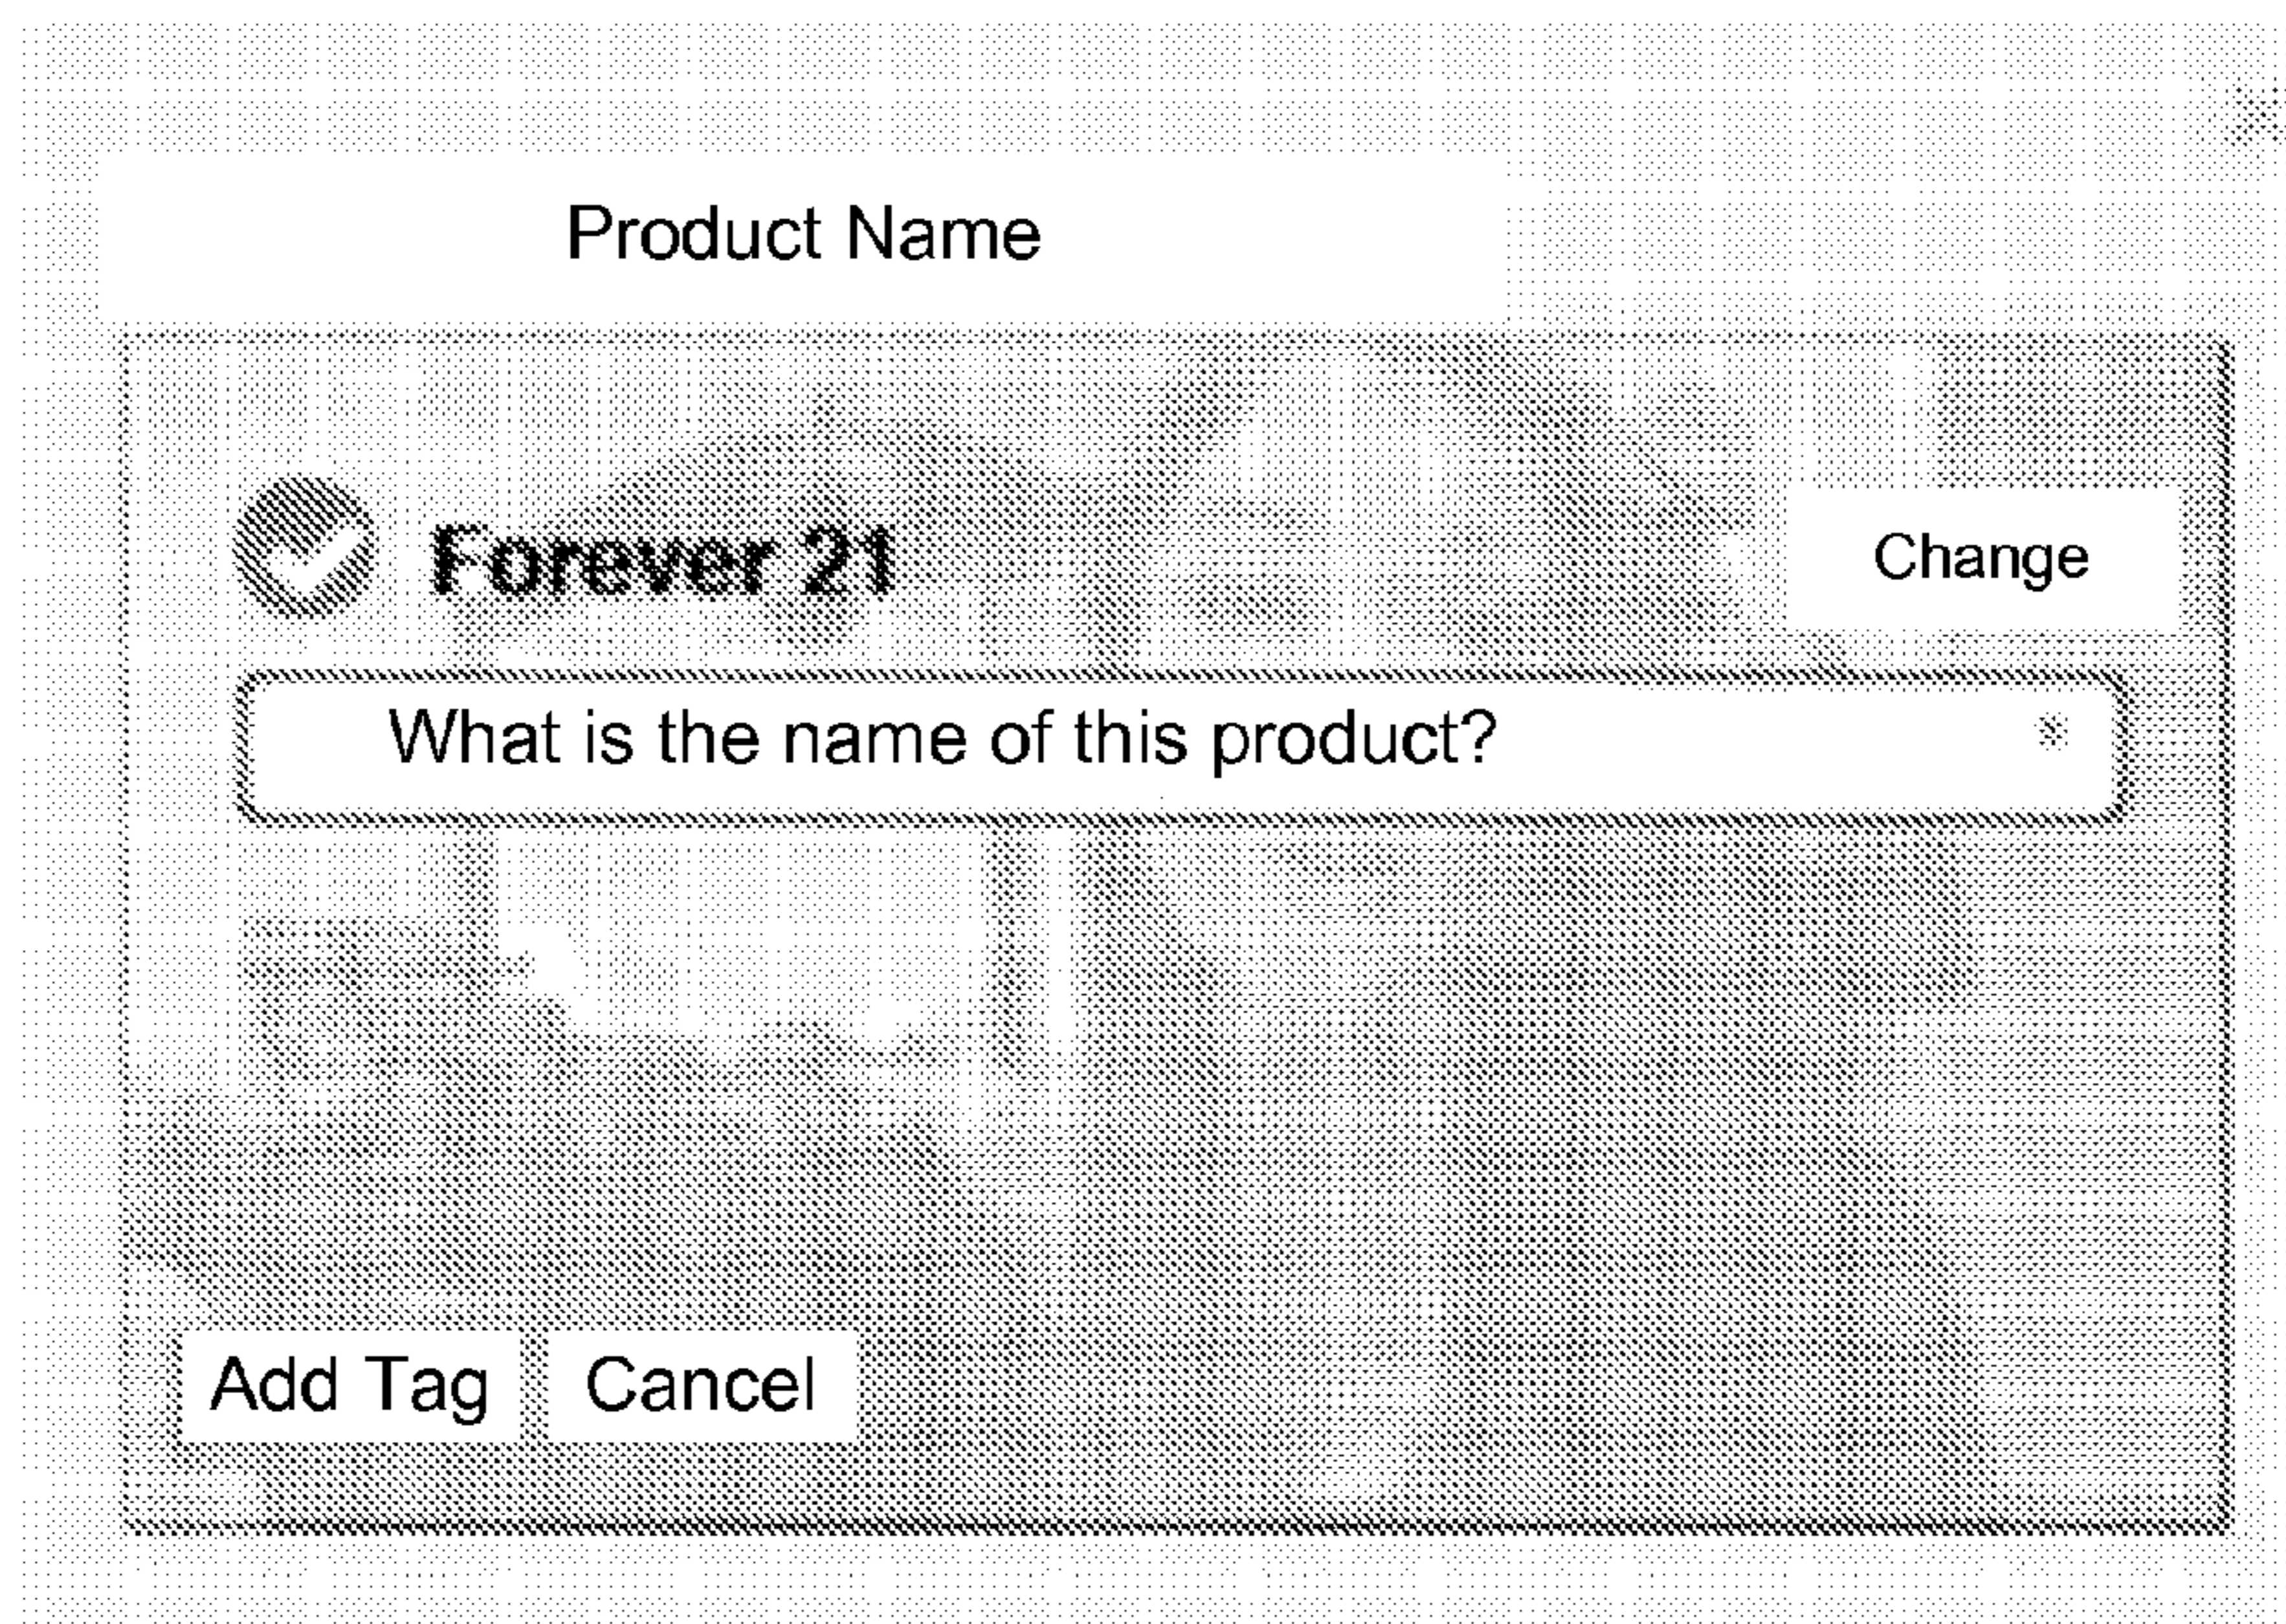 Product Name
Forever 21
Change
What is the name of this product?
Add Tag
Cancel